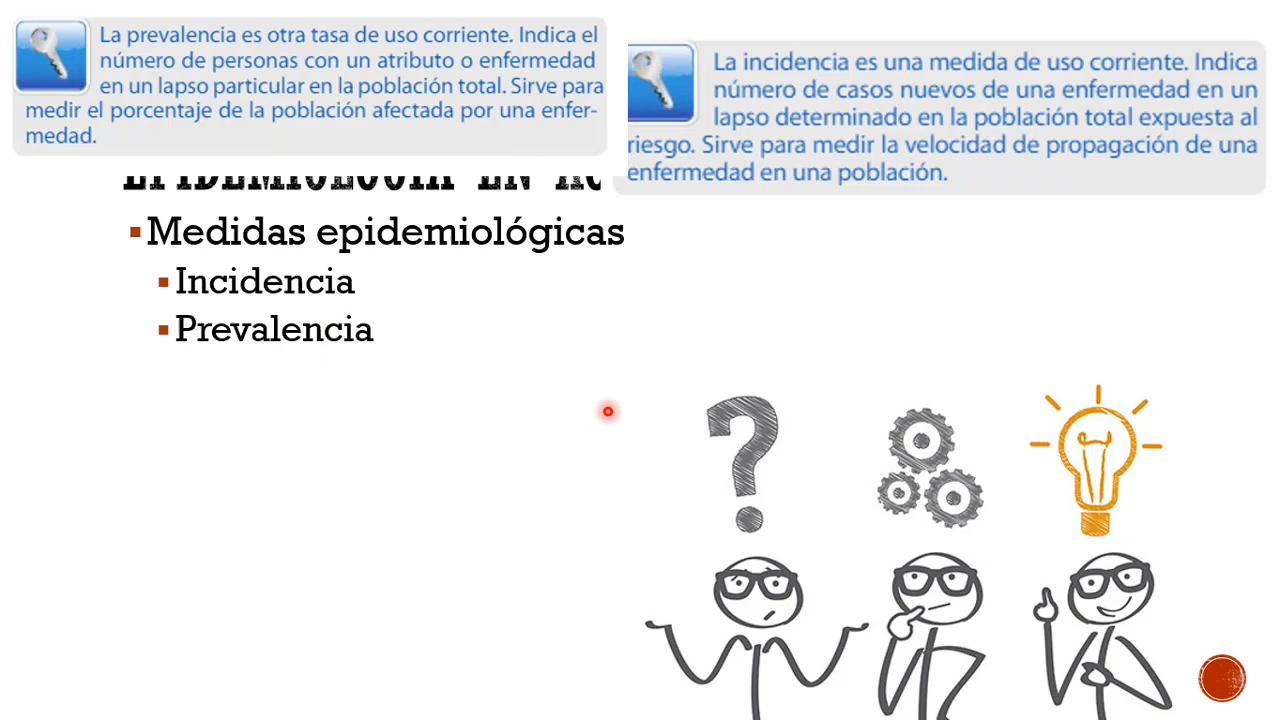 La prevalencia es otra tasa de uso corriente. Indica el
número de personas con un atributo o enfermedad
en un lapso particular en la población total. Sirve para
medir el porcentaje de la población afectada por una enfer-
medad.
La incidencia es una medida de uso corriente. Indica
número de casos nuevos de una enfermedad en un
lapso determinado en la población total expuesta al
riesgo. Sirve para medir la velocidad de propagación de una
enfermedad en una población.
EPIDEMIOLOGIA EN
Medidas epidemiológicas
Incidencia
Prevalencia